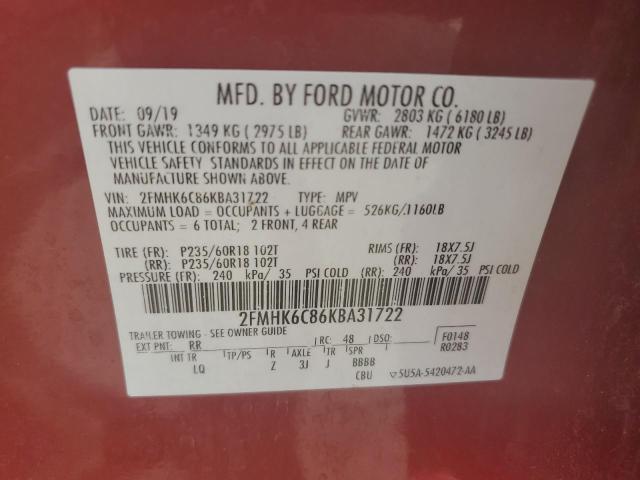 MFD. BY FORD MOTOR CO.
DATE: 09/19 GVWR: 2803 KG ( 6180 LB)
FRONT GAWR: 1349 KG ( 2975 LB) REAR GAWR: 1472 KG ( 3245 LB)
THIS VEHICLE CONFORMS TO ALL APPLICABLE FEDERAL MOTOR
VEHICLE SAFETY STANDARDS IN EFFECT ON THE DATE OF
MANUFACTURE SHOWN ABOVE.
VIN: 2FMHK6C86KBA31722 TYPE: MPV
MAXIMUM LOAD = OCCUPANTS + LUGGAGE = 526KG/1160LB
OCCUPANTS = 6 TOTAL; 2 FRONT, 4 REAR
TIRE (FR): P235/60R18 102T RIMS (FR): 18X7.5J
(RR): P235/60R18 102T (RR): 18X7.5J
PRESSURE (FR): 240 kPa/ 35 PSI COLD (RR): 240 kPa/ 35 PSI COLD
2FMHK6C86KBA31722
TRAILER TOWING - SEE OWNER GUIDE
EXT PNT: RR RC: 48 DSO: F0148
R0283
INT TR TP/PS R AXLE TR SPR
LQ Z 3J J BBBB
CBU ▽5U5A-5420472-AA